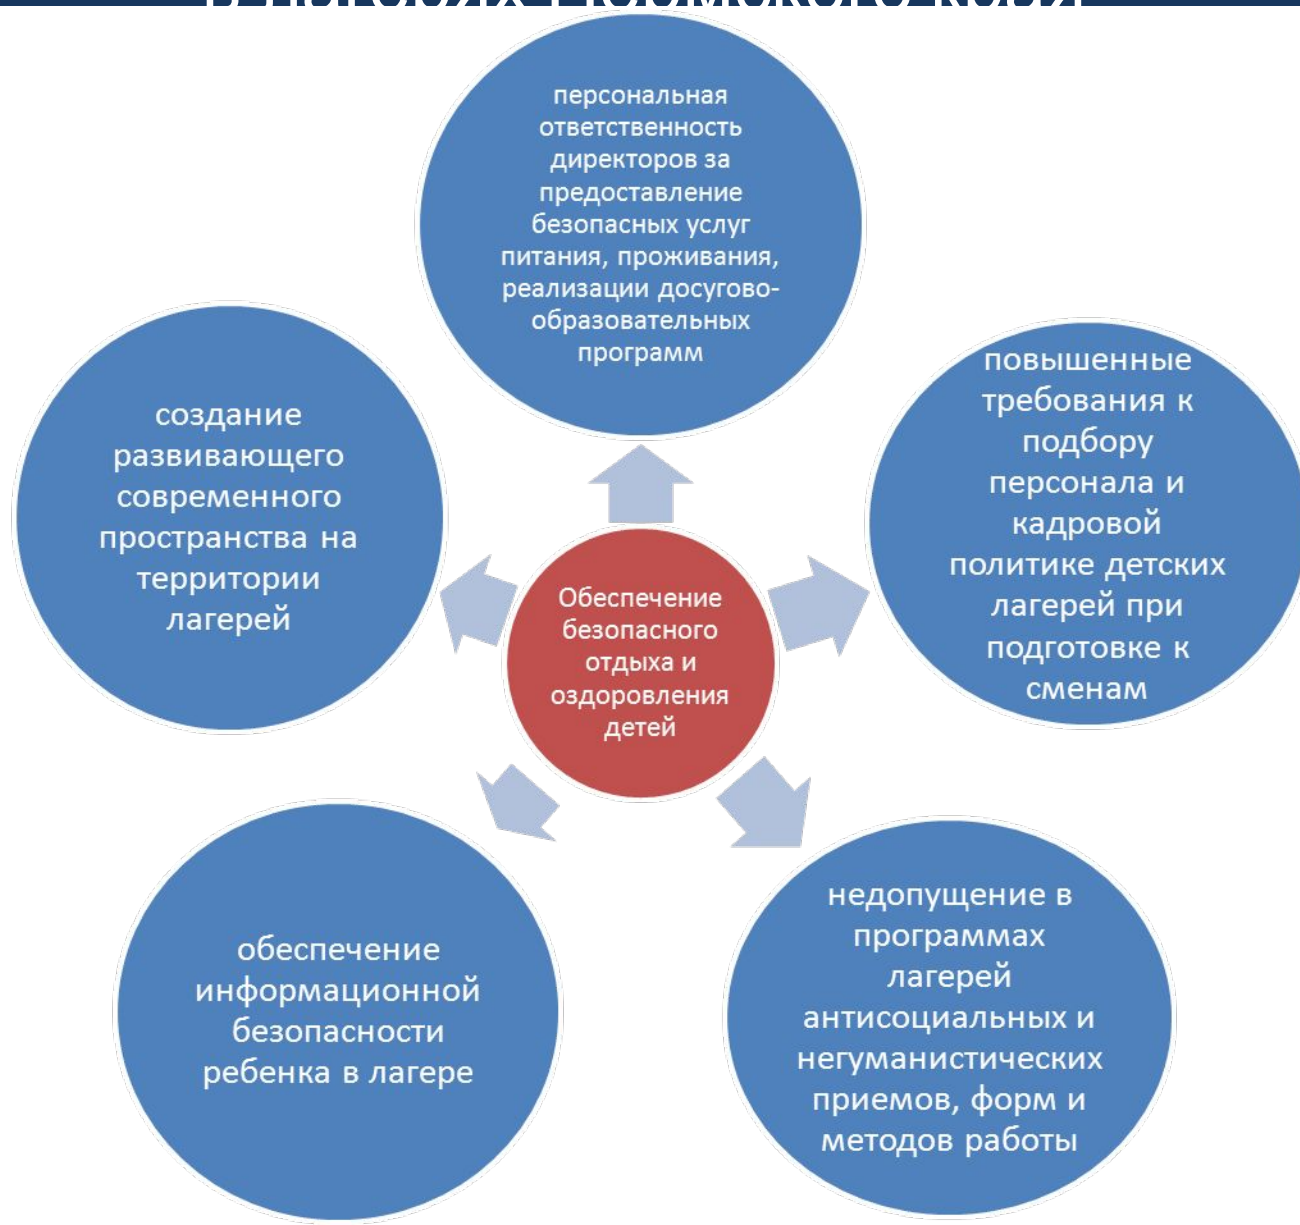 персональная
ответственность
директоров за
предоставление
безопасных услуг
питания, проживания,
реализации досугово-
образовательных
программ
повышенные
требования к
подбору
персонала и
кадровой
политике детских
лагерей при
подготовке к
сменам
недопущение в
программах
лагерей
антисоциальных и
негуманистических
приемов, форм и
методов работы
обеспечение
информационной
безопасности
ребенка в лагере
создание
развивающего
современного
пространства на
территории
лагерей
Обеспечение
безопасного
отдыха и
оздоровления
детей